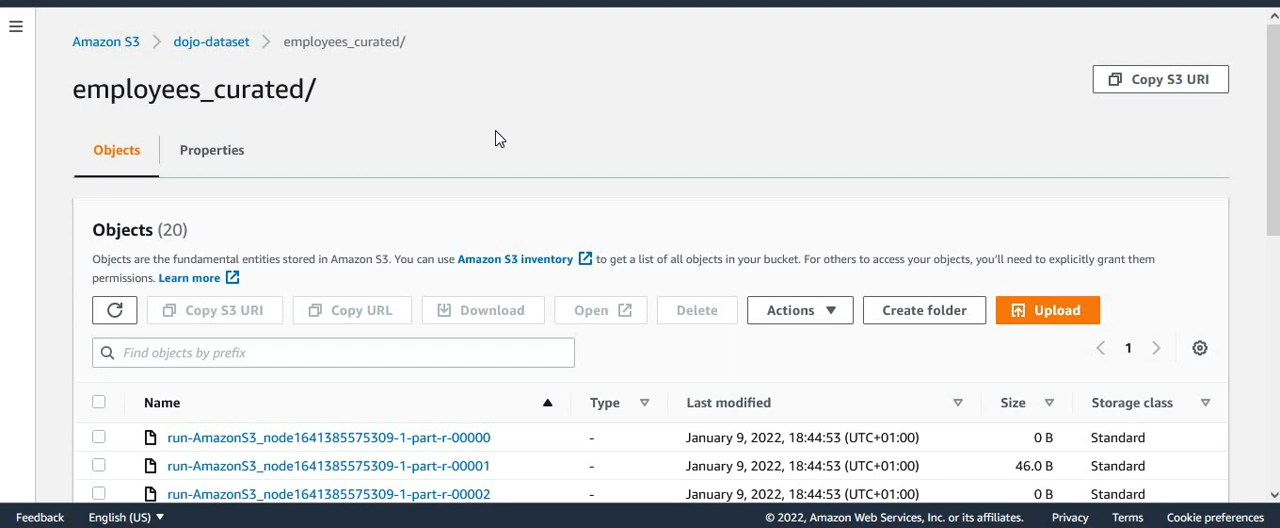 Amazon S3 > dojo-dataset > employees_curated/
employees_curated/
Copy S3 URI
Objects Properties
Objects (20)
Objects are the fundamental entities stored in Amazon S3. You can use Amazon S3 inventory to get a list of all objects in your bucket. For others to access your objects, you'll need to explicitly grant them
permissions. Learn more
Copy S3 URI Copy URL Download Open Delete Actions Create folder Upload
Find objects by prefix
1
Name Type Last modified Size Storage class
run-AmazonS3_node1641385575309-1-part-r-00000 - January 9, 2022, 18:44:53 (UTC+01:00) 0 B Standard
run-AmazonS3_node1641385575309-1-part-r-00001 - January 9, 2022, 18:44:53 (UTC+01:00) 46.0 B Standard
run-AmazonS3_node1641385575309-1-part-r-00002 - January 9, 2022, 18:44:53 (UTC+01:00) 0 B Standard
Feedback English (US) © 2022, Amazon Web Services, Inc. or its affiliates. Privacy Terms Cookie preferences